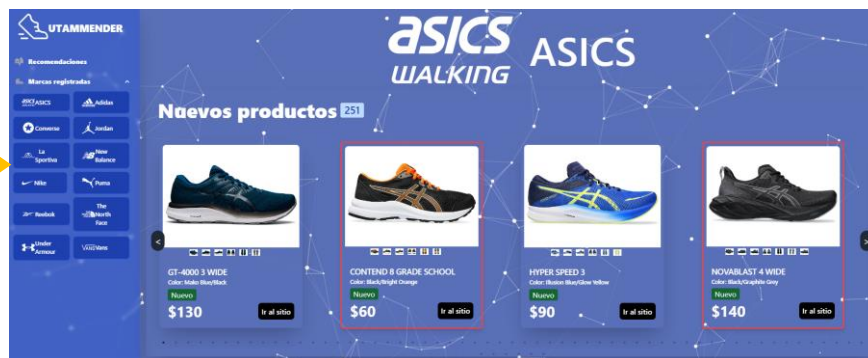 UTAMMENDER
Recomendaciones
Marcas registradas
asics ASICS
Adidas
Converse
Jordan
La Sportiva
New Balance
Nike
Puma
Reebok
The North Face
Under Armour
VANS Vans
asics WALKING
ASICS
Nuevos productos 251
<
GT-4000 3 WIDE
Color: Mako Blue/Black
Nuevo
$130
Ir al sitio
CONTEND 8 GRADE SCHOOL
Color: Black/Bright Orange
Nuevo
$60
Ir al sitio
HYPER SPEED 3
Color: Illusion Blue/Glow Yellow
Nuevo
$90
Ir al sitio
NOVABLAST 4 WIDE
Color: Black/Graphite Grey
Nuevo
$140
Ir al sitio